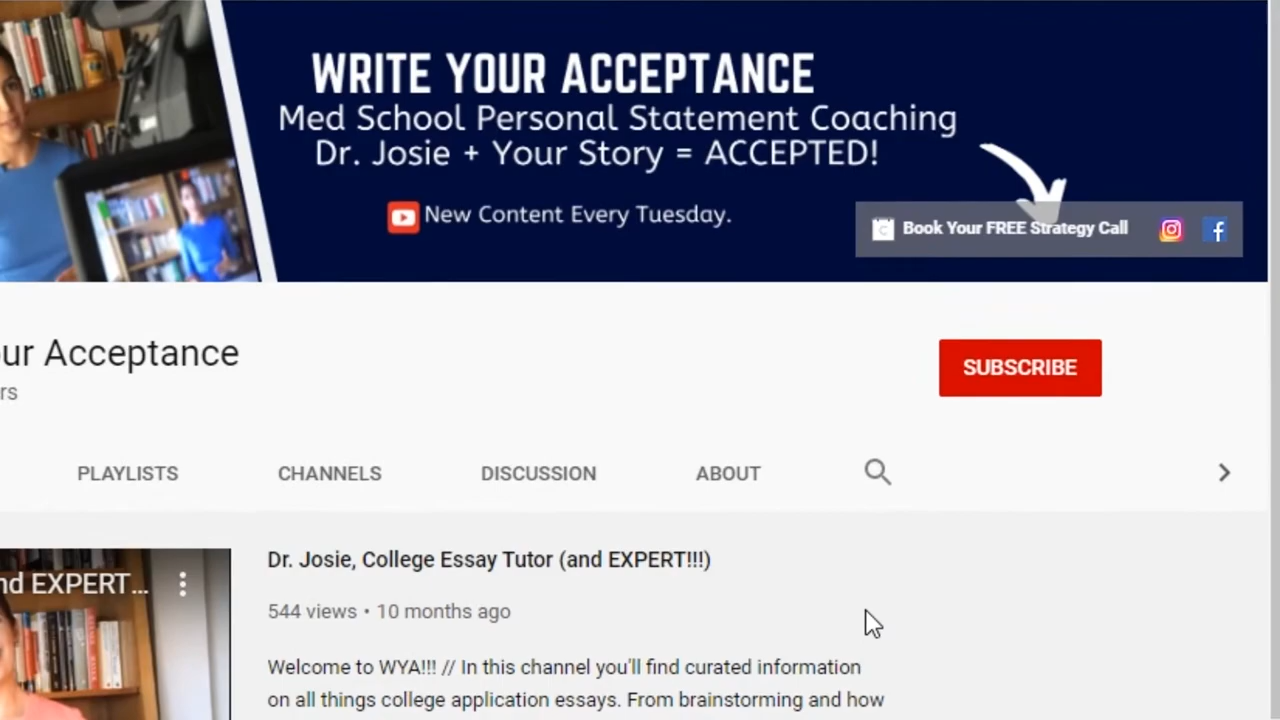 WRITE YOUR ACCEPTANCE
Med School Personal Statement Coaching
Dr. Josie + Your Story = ACCEPTED!
New Content Every Tuesday.
Book Your FREE Strategy Call
ur Acceptance
rs
SUBSCRIBE
PLAYLISTS CHANNELS DISCUSSION ABOUT
nd EXPERT...
Dr. Josie, College Essay Tutor (and EXPERT!!!)
544 views • 10 months ago
Welcome to WYA!!! // In this channel you'll find curated information
on all things college application essays. From brainstorming and how